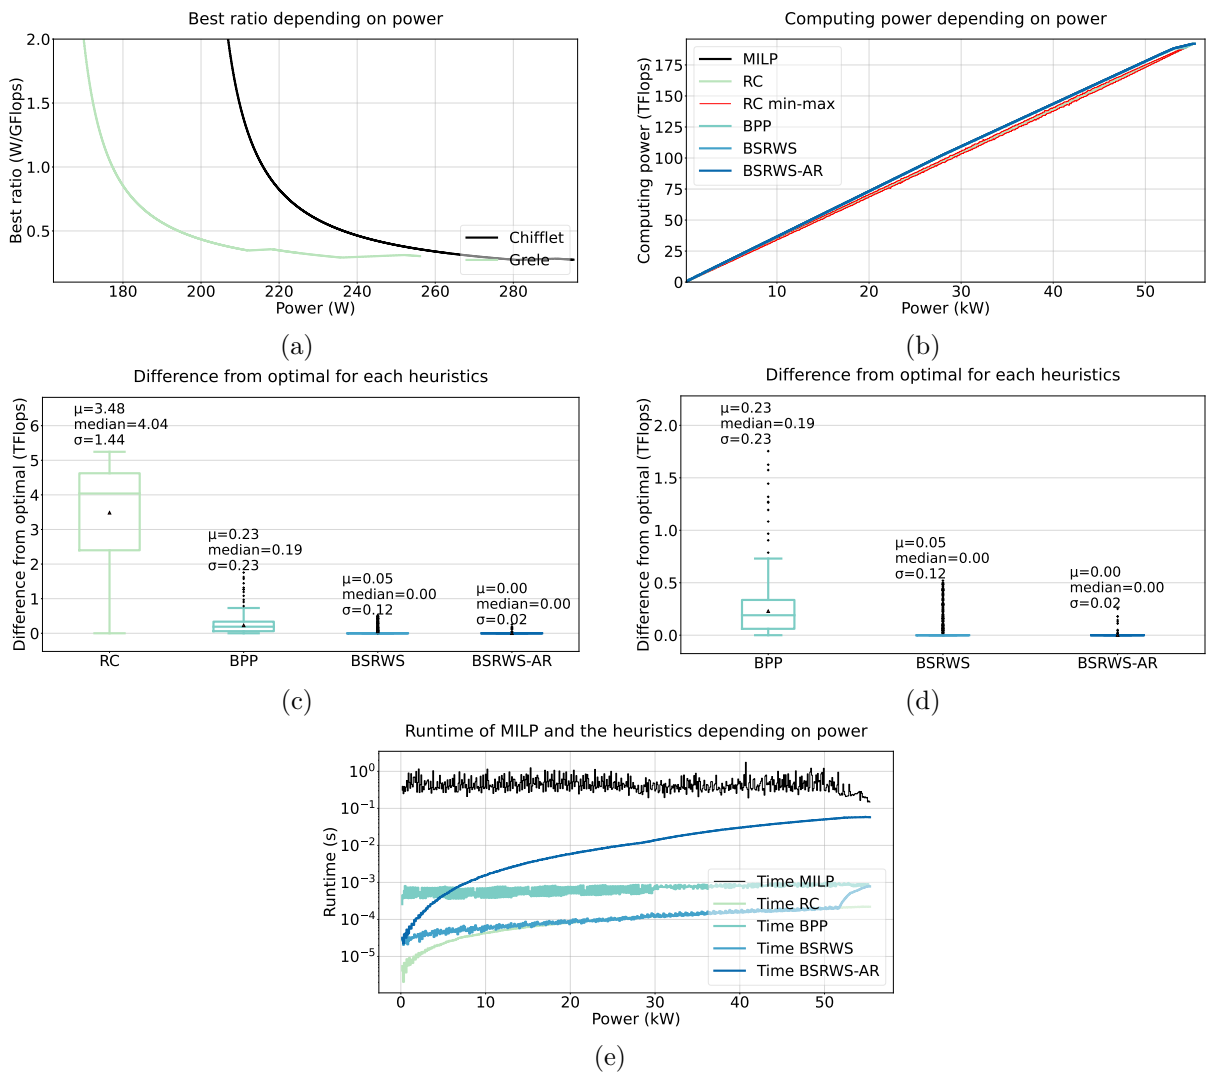 Best ratio depending on power
2.0
1.5
1.0
0.5
Best ratio (W/GFlops)
Chifflet
Grele
180 200 220 240 260 280
Power (W)
(a)
Computing power depending on power
175
150
125
100
75
50
25
0
Computing power (TFlops)
MILP
RC
RC min-max
BPP
BSRWS
BSRWS-AR
10 20 30 40 50
Power (kW)
(b)
Difference from optimal for each heuristics
6
5
4
3
2
1
0
Difference from optimal (TFlops)
μ=3.48
median=4.04
σ=1.44
μ=0.23
median=0.19
σ=0.23
μ=0.05
median=0.00
σ=0.12
μ=0.00
median=0.00
σ=0.02
RC BPP BSRWS BSRWS-AR
(c)
Difference from optimal for each heuristics
2.0
1.5
1.0
0.5
0.0
Difference from optimal (TFlops)
μ=0.23
median=0.19
σ=0.23
μ=0.05
median=0.00
σ=0.12
μ=0.00
median=0.00
σ=0.02
BPP BSRWS BSRWS-AR
(d)
Runtime of MILP and the heuristics depending on power
10⁰
10⁻¹
10⁻²
10⁻³
10⁻⁴
10⁻⁵
Runtime (s)
Time MILP
Time RC
Time BPP
Time BSRWS
Time BSRWS-AR
0 10 20 30 40 50
Power (kW)
(e)